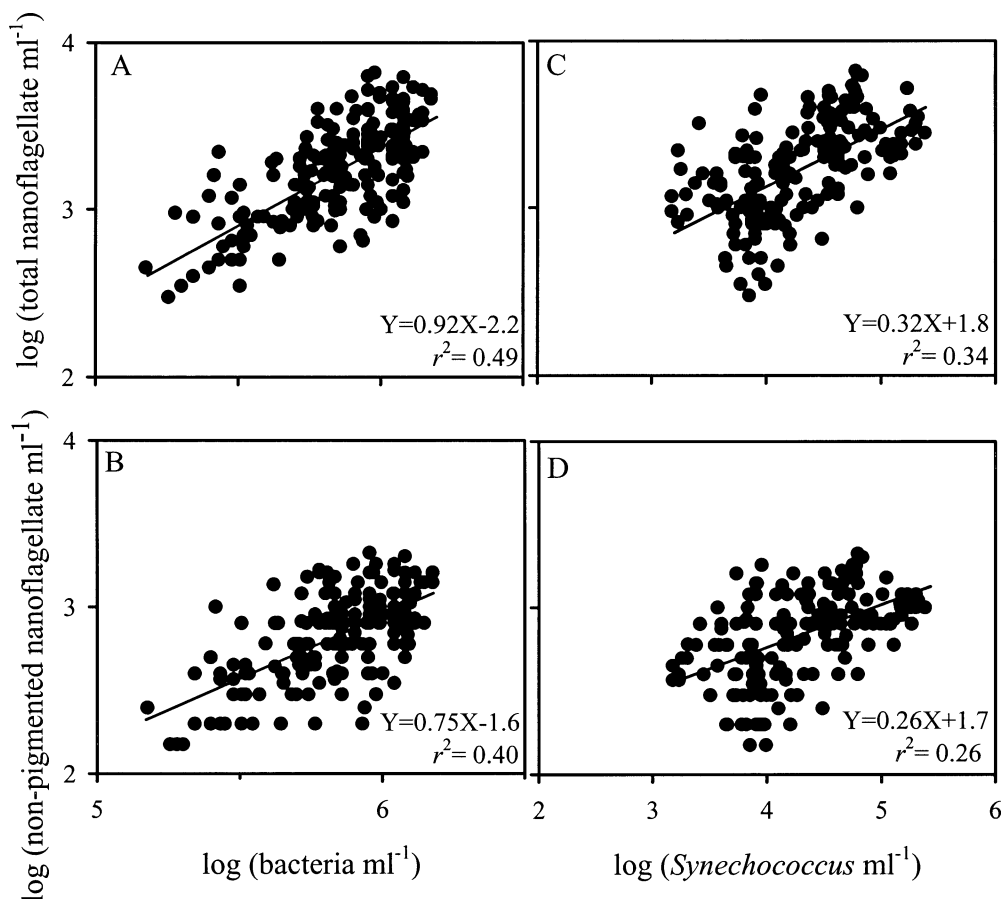 log (total nanoflagellate ml⁻¹)
4
3
2
A
Y=0.92X-2.2
r²= 0.49
C
Y=0.32X+1.8
r²= 0.34
log (non-pigmented nanoflagellate ml⁻¹)
4
3
2
B
Y=0.75X-1.6
r²= 0.40
D
Y=0.26X+1.7
r²= 0.26
5 6
2 3 4 5 6
log (bacteria ml⁻¹)
log (Synechococcus ml⁻¹)